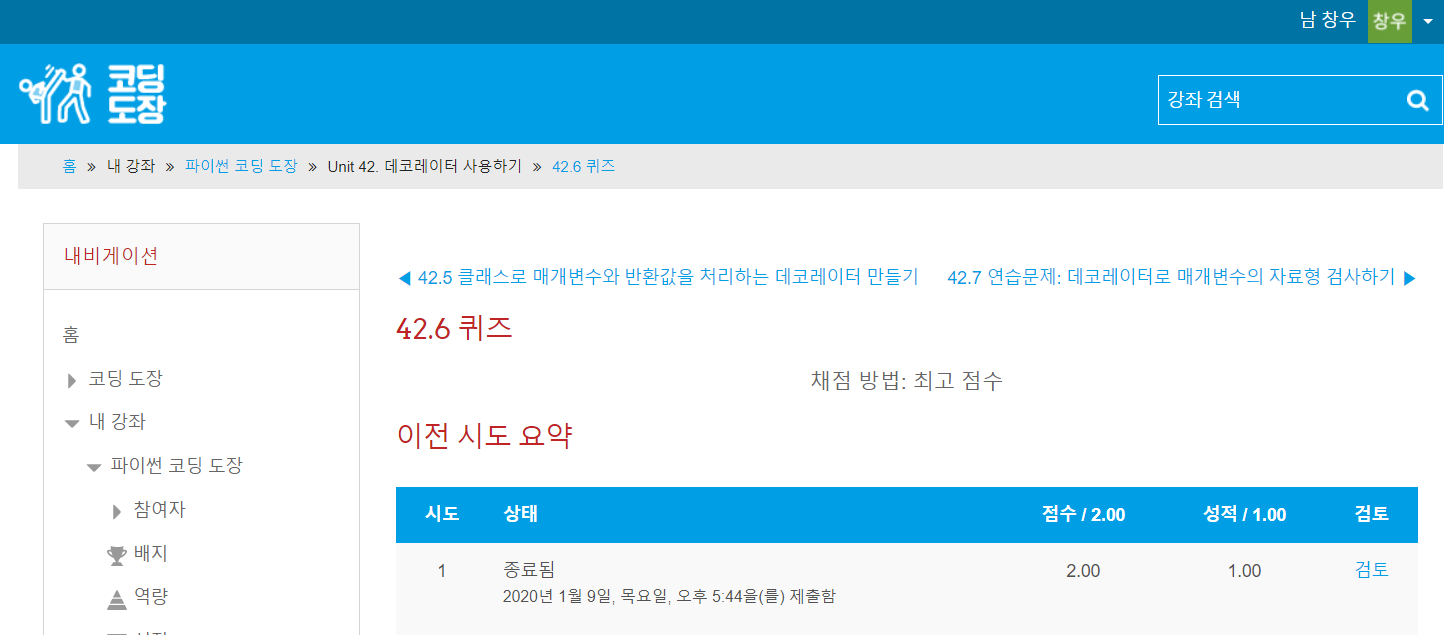 남 창우 창우
코딩
도장
강좌 검색
홈 » 내 강좌 » 파이썬 코딩 도장 » Unit 42. 데코레이터 사용하기 » 42.6 퀴즈
내비게이션
홈
코딩 도장
내 강좌
파이썬 코딩 도장
참여자
배지
역량
◀ 42.5 클래스로 매개변수와 반환값을 처리하는 데코레이터 만들기 42.7 연습문제: 데코레이터로 매개변수의 자료형 검사하기 ▶
42.6 퀴즈
채점 방법: 최고 점수
이전 시도 요약
시도 상태 점수 / 2.00 성적 / 1.00 검토
1 종료됨 2.00 1.00 검토
2020년 1월 9일, 목요일, 오후 5:44을(를) 제출함